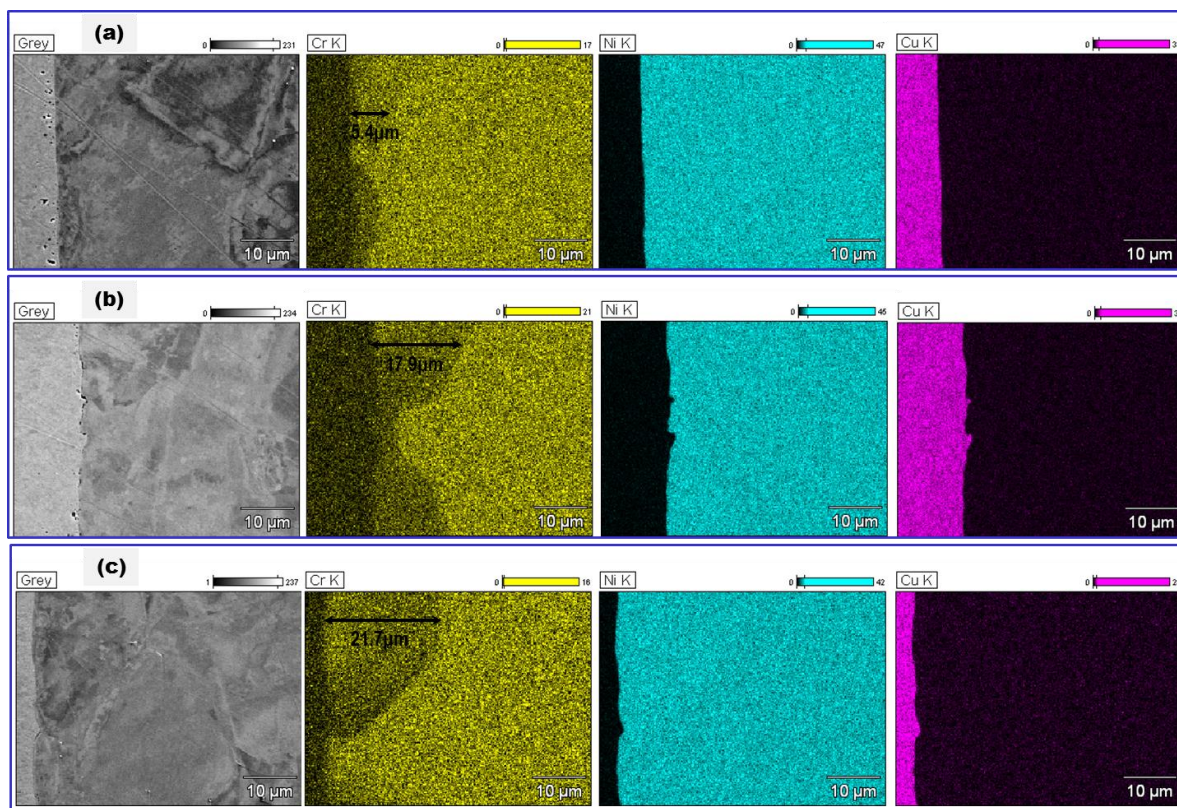 (a)
Grey 0 231
Cr K 0 17
Ni K 0 47
Cu K 0
5.4µm
10 µm
10 µm
10 µm
10 µm
(b)
Grey 0 234
Cr K 0 21
Ni K 0 45
Cu K 0
17.9µm
10 µm
10 µm
10 µm
10 µm
(c)
Grey 1 237
Cr K 0 16
Ni K 0 42
Cu K 0
21.7µm
10 µm
10 µm
10 µm
10 µm